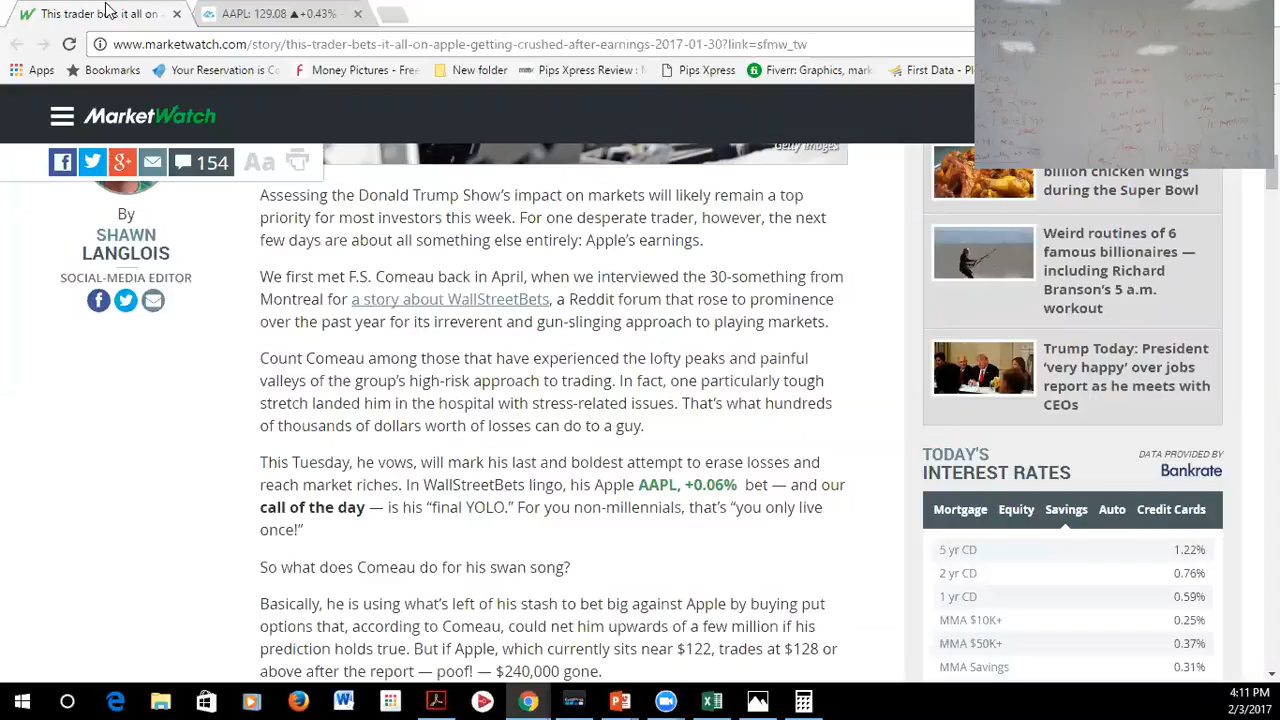 This trader bets it all on
AAPL: 129.08 ▲+0.43%
www.marketwatch.com/story/this-trader-bets-it-all-on-apple-getting-crushed-after-earnings-2017-01-30?link=sfmw_tw
Apps
Bookmarks
Your Reservation is C
Money Pictures - Free
New folder
Pips Xpress Review :
Pips Xpress
Fiverr: Graphics, mark
First Data - P
MarketWatch
Getty Images
154
Aa
By
SHAWN
LANGLOIS
SOCIAL-MEDIA EDITOR
Assessing the Donald Trump Show's impact on markets will likely remain a top
priority for most investors this week. For one desperate trader, however, the next
few days are about all something else entirely: Apple's earnings.
We first met F.S. Comeau back in April, when we interviewed the 30-something from
Montreal for a story about WallStreetBets, a Reddit forum that rose to prominence
over the past year for its irreverent and gun-slinging approach to playing markets.
Count Comeau among those that have experienced the lofty peaks and painful
valleys of the group's high-risk approach to trading. In fact, one particularly tough
stretch landed him in the hospital with stress-related issues. That's what hundreds
of thousands of dollars worth of losses can do to a guy.
This Tuesday, he vows, will mark his last and boldest attempt to erase losses and
reach market riches. In WallStreetBets lingo, his Apple AAPL, +0.06% bet — and our
call of the day — is his "final YOLO." For you non-millennials, that's "you only live
once!"
So what does Comeau do for his swan song?
Basically, he is using what's left of his stash to bet big against Apple by buying put
options that, according to Comeau, could net him upwards of a few million if his
prediction holds true. But if Apple, which currently sits near $122, trades at $128 or
above after the report — poof! — $240,000 gone.
billion chicken wings
during the Super Bowl
Weird routines of 6
famous billionaires —
including Richard
Branson's 5 a.m.
workout
Trump Today: President
'very happy' over jobs
report as he meets with
CEOs
TODAY'S
INTEREST RATES
DATA PROVIDED BY
Bankrate
Mortgage Equity Savings Auto Credit Cards
5 yr CD 1.22%
2 yr CD 0.76%
1 yr CD 0.59%
MMA $10K+ 0.25%
MMA $50K+ 0.37%
MMA Savings 0.31%
4:11 PM
2/3/2017